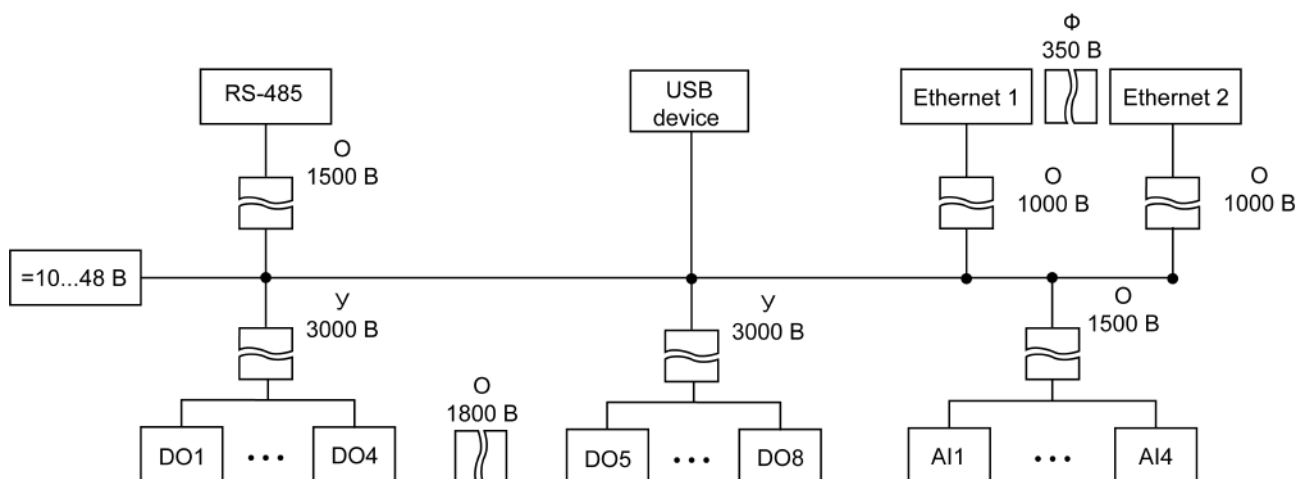 Ф
350 В
RS-485
USB
device
Ethernet 1
Ethernet 2
О
1500 В
О
1000 В
О
1000 В
=10...48 В
У
3000 В
У
3000 В
О
1500 В
О
1800 В
DO1
...
DO4
DO5
...
DO8
AI1
...
AI4